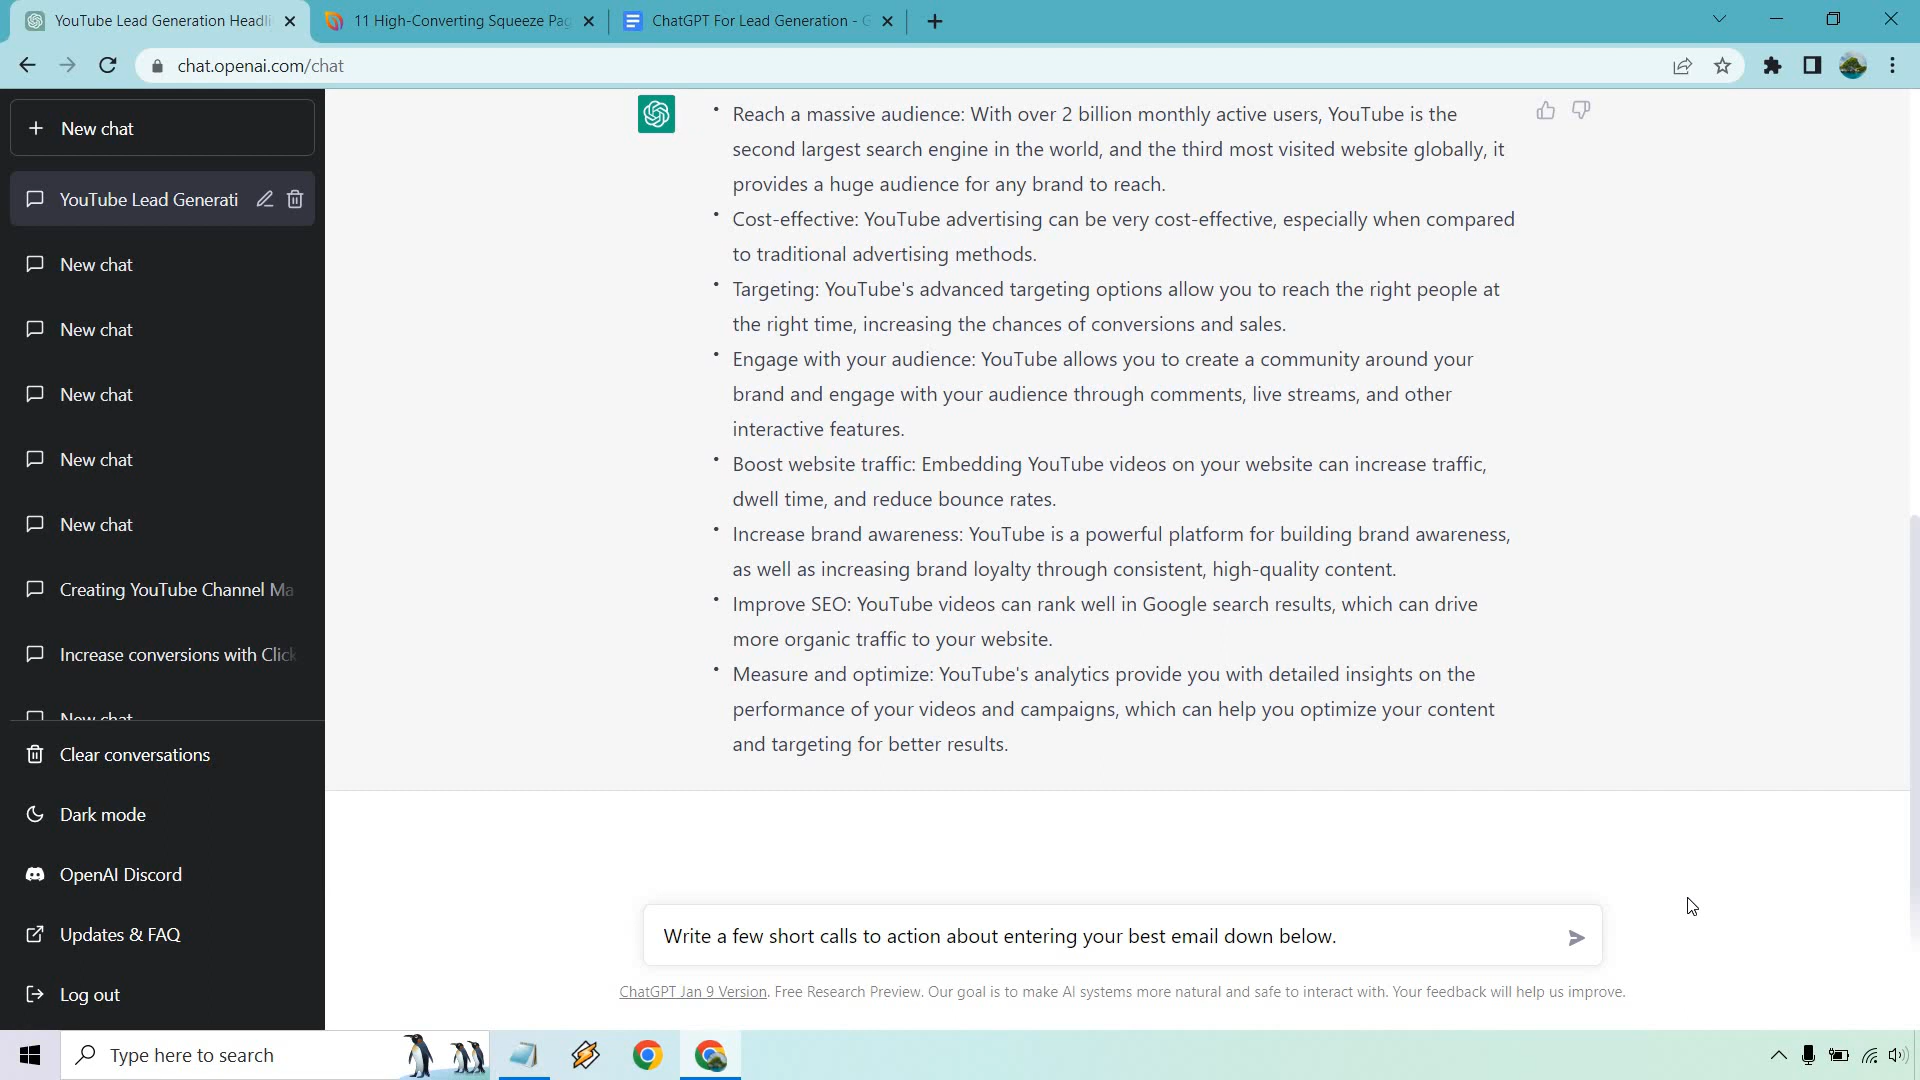 YouTube Lead Generation Headli
11 High-Converting Squeeze Pag
ChatGPT For Lead Generation - G
chat.openai.com/chat
New chat
YouTube Lead Generati
New chat
New chat
New chat
New chat
New chat
Creating YouTube Channel Ma
Increase conversions with Click
New chat
Clear conversations
Dark mode
OpenAI Discord
Updates & FAQ
Log out
• Reach a massive audience: With over 2 billion monthly active users, YouTube is the
second largest search engine in the world, and the third most visited website globally, it
provides a huge audience for any brand to reach.
• Cost-effective: YouTube advertising can be very cost-effective, especially when compared
to traditional advertising methods.
• Targeting: YouTube's advanced targeting options allow you to reach the right people at
the right time, increasing the chances of conversions and sales.
• Engage with your audience: YouTube allows you to create a community around your
brand and engage with your audience through comments, live streams, and other
interactive features.
• Boost website traffic: Embedding YouTube videos on your website can increase traffic,
dwell time, and reduce bounce rates.
• Increase brand awareness: YouTube is a powerful platform for building brand awareness,
as well as increasing brand loyalty through consistent, high-quality content.
• Improve SEO: YouTube videos can rank well in Google search results, which can drive
more organic traffic to your website.
• Measure and optimize: YouTube's analytics provide you with detailed insights on the
performance of your videos and campaigns, which can help you optimize your content
and targeting for better results.
Write a few short calls to action about entering your best email down below.
ChatGPT Jan 9 Version. Free Research Preview. Our goal is to make AI systems more natural and safe to interact with. Your feedback will help us improve.
Type here to search